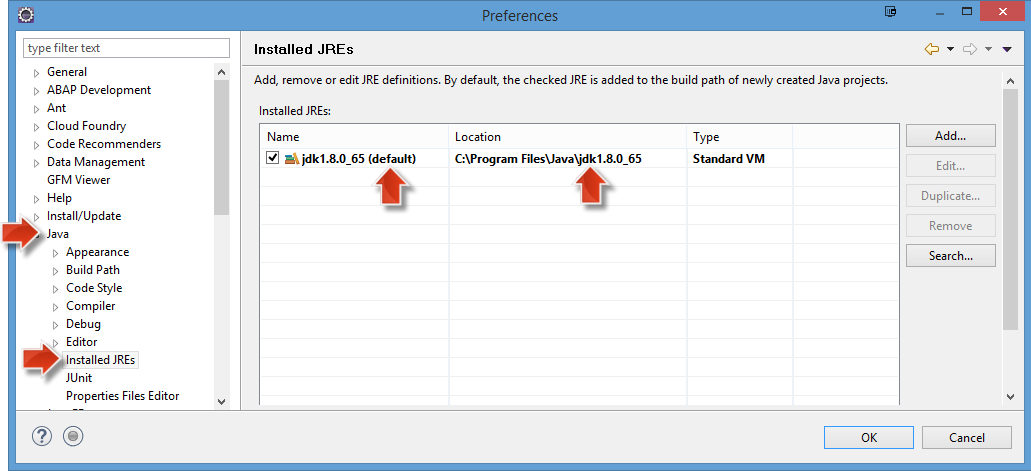 Preferences
type filter text
General
ABAP Development
Ant
Cloud Foundry
Code Recommenders
Data Management
GFM Viewer
Help
Install/Update
Java
Appearance
Build Path
Code Style
Compiler
Debug
Editor
Installed JREs
JUnit
Properties Files Editor
Installed JREs
Add, remove or edit JRE definitions. By default, the checked JRE is added to the build path of newly created Java projects.
Installed JREs:
Name Location Type
jdk1.8.0_65 (default) C:\Program Files\Java\jdk1.8.0_65 Standard VM
Add...
Edit...
Duplicate...
Remove
Search...
?
OK Cancel